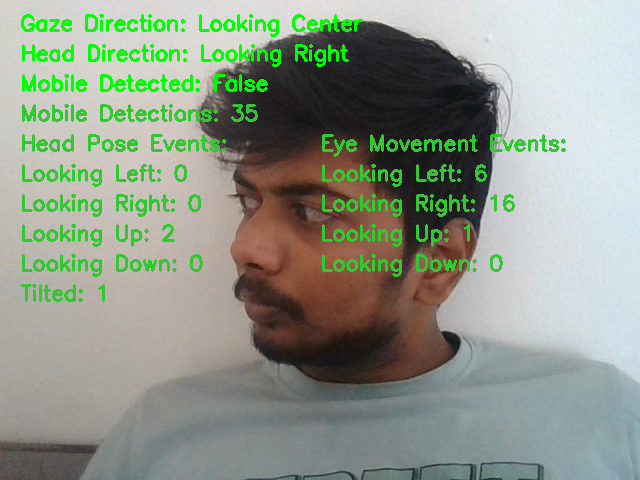 Gaze Direction: Looking Center
Head Direction: Looking Right
Mobile Detected: False
Mobile Detections: 35
Head Pose Events:
Eye Movement Events:
Looking Left: 0
Looking Left: 6
Looking Right: 0
Looking Right: 16
Looking Up: 2
Looking Up: 1
Looking Down: 0
Looking Down: 0
Tilted: 1